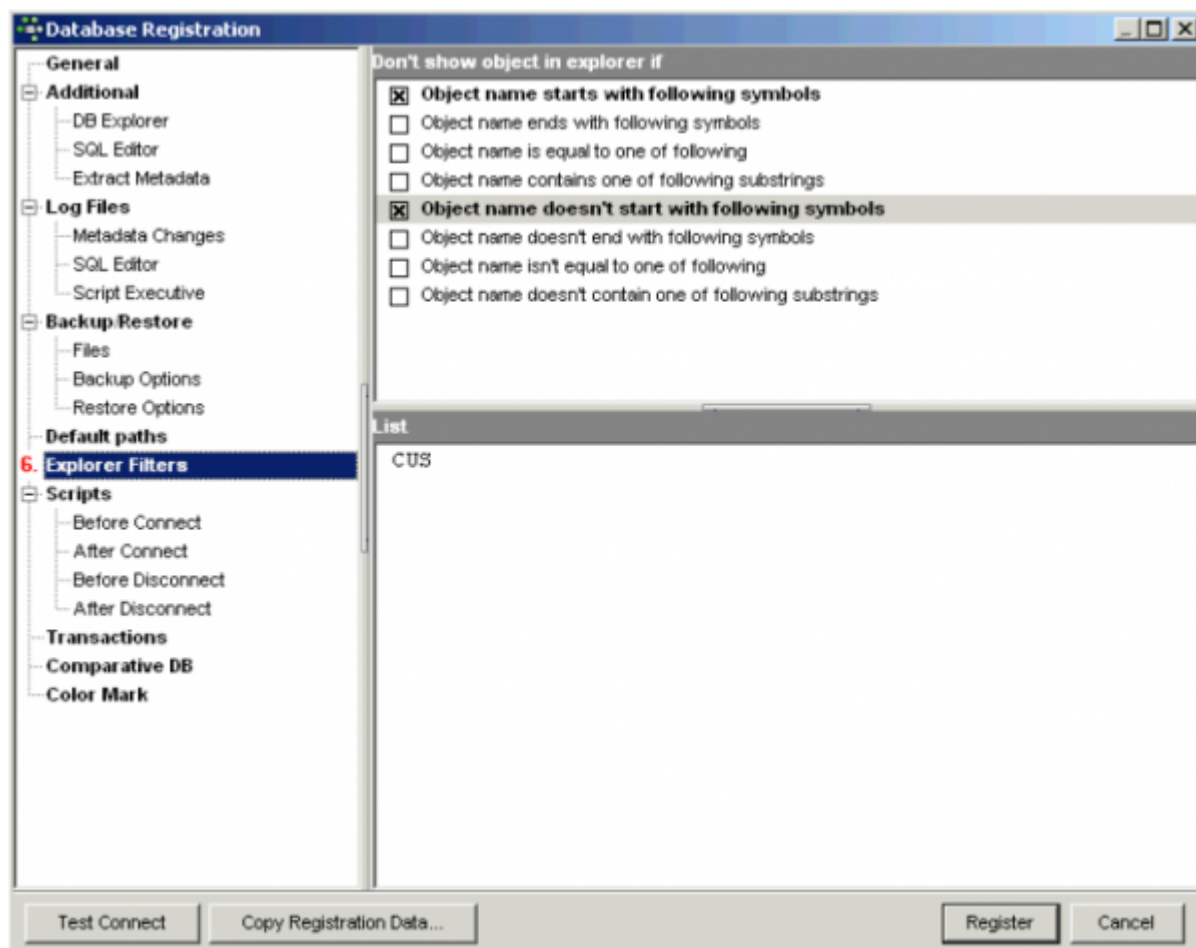 Database Registration
General
Additional
DB Explorer
SQL Editor
Extract Metadata
Log Files
Metadata Changes
SQL Editor
Script Executive
Backup/Restore
Files
Backup Options
Restore Options
Default paths
6. Explorer Filters
Scripts
Before Connect
After Connect
Before Disconnect
After Disconnect
Transactions
Comparative DB
Color Mark
Don't show object in explorer if
Object name starts with following symbols
Object name ends with following symbols
Object name is equal to one of following
Object name contains one of following substrings
Object name doesn't start with following symbols
Object name doesn't end with following symbols
Object name isn't equal to one of following
Object name doesn't contain one of following substrings
List
CUS
Test Connect
Copy Registration Data...
Register
Cancel